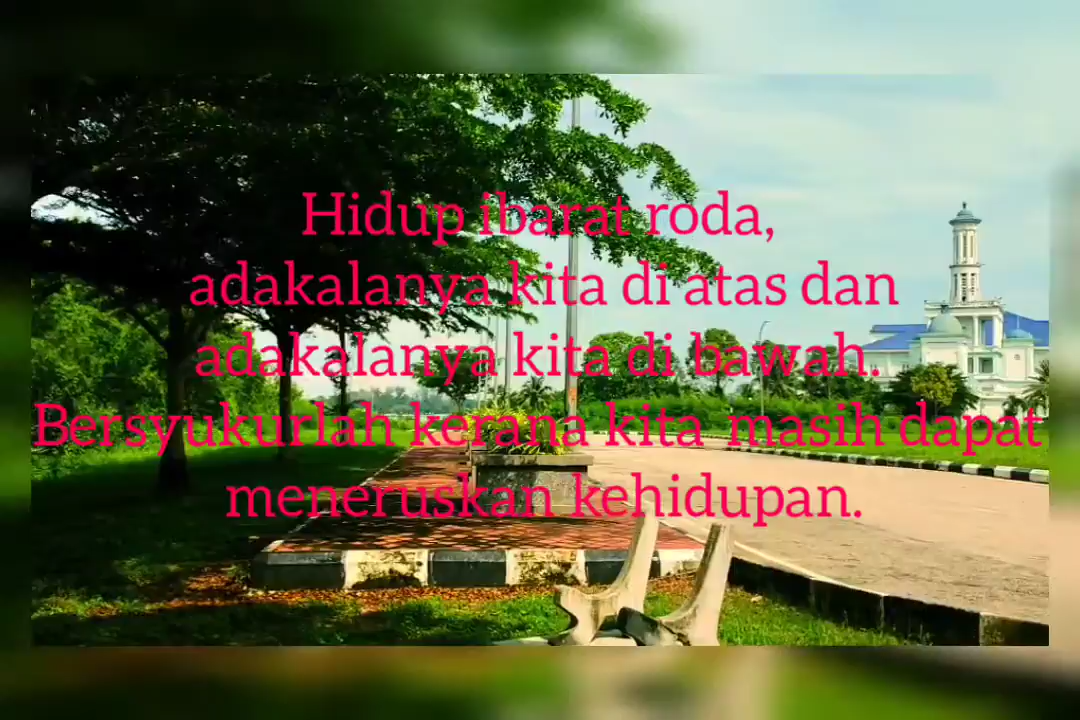 Hidup ibarat roda,
adakalanya kita di atas dan
adakalanya kita di bawah.
Bersyukurlah kerana kita masih dapat
meneruskan kehidupan.